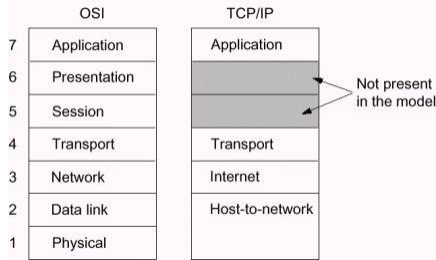 OSI TCP/IP
7 Application Application
6 Presentation
Not present
in the model
5 Session
4 Transport Transport
3 Network Internet
2 Data link Host-to-network
1 Physical